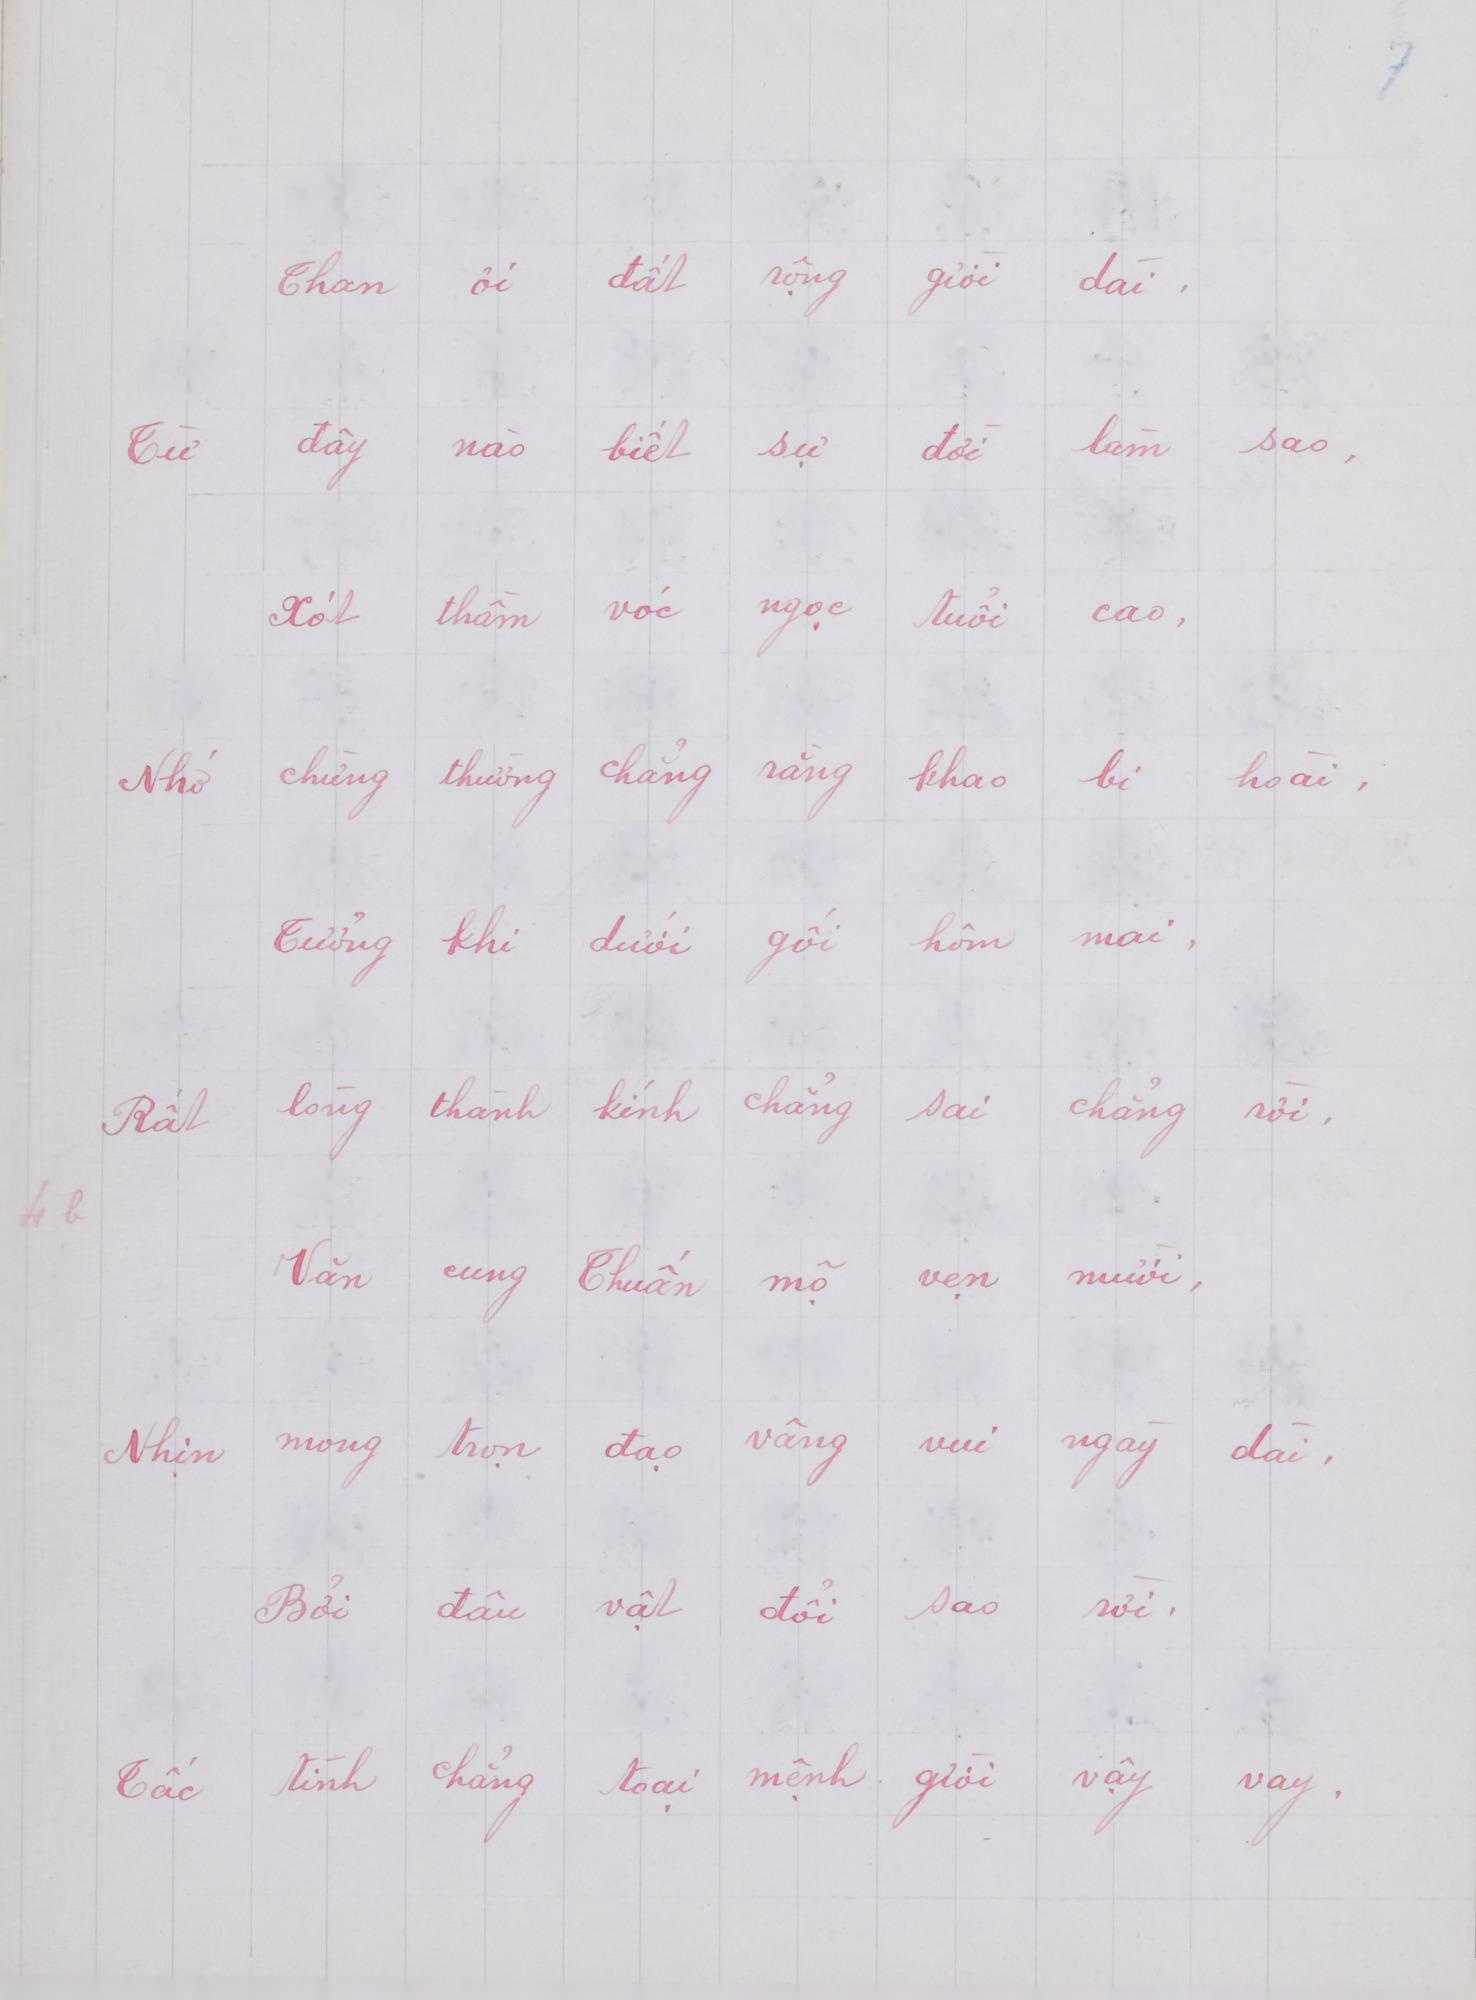 7
Than ôi đất rộng giời dài,
Từ đây nào biết sự đời làm sao,
Xót thầm vóc ngọc tuổi cao,
Nhớ chừng thường chẳng rằng khao bi hoài,
Tưởng khi dưới gối hôm mai,
Rất lòng thành kính chẳng sai chẳng rời,
4b
Văn cung Thuấn mộ vẹn mười,
Nhịn mong trọn đạo vâng vui ngày dài,
Bởi đâu vật đổi sao rời,
Tấc tình chẳng toại mệnh giời vậy vay,